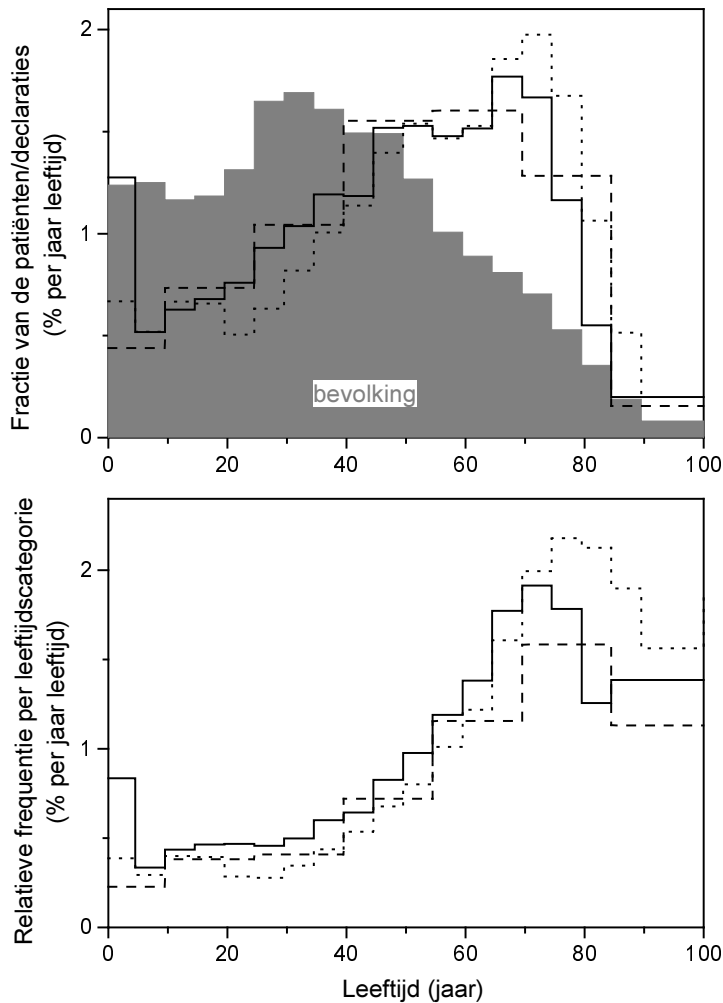 Fractie van de patiënten/declaraties
(% per jaar leeftijd)
2
1
0
bevolking
0 20 40 60 80 100
Relatieve frequentie per leeftijdscategorie
(% per jaar leeftijd)
2
1
0
0 20 40 60 80 100
Leeftijd (jaar)